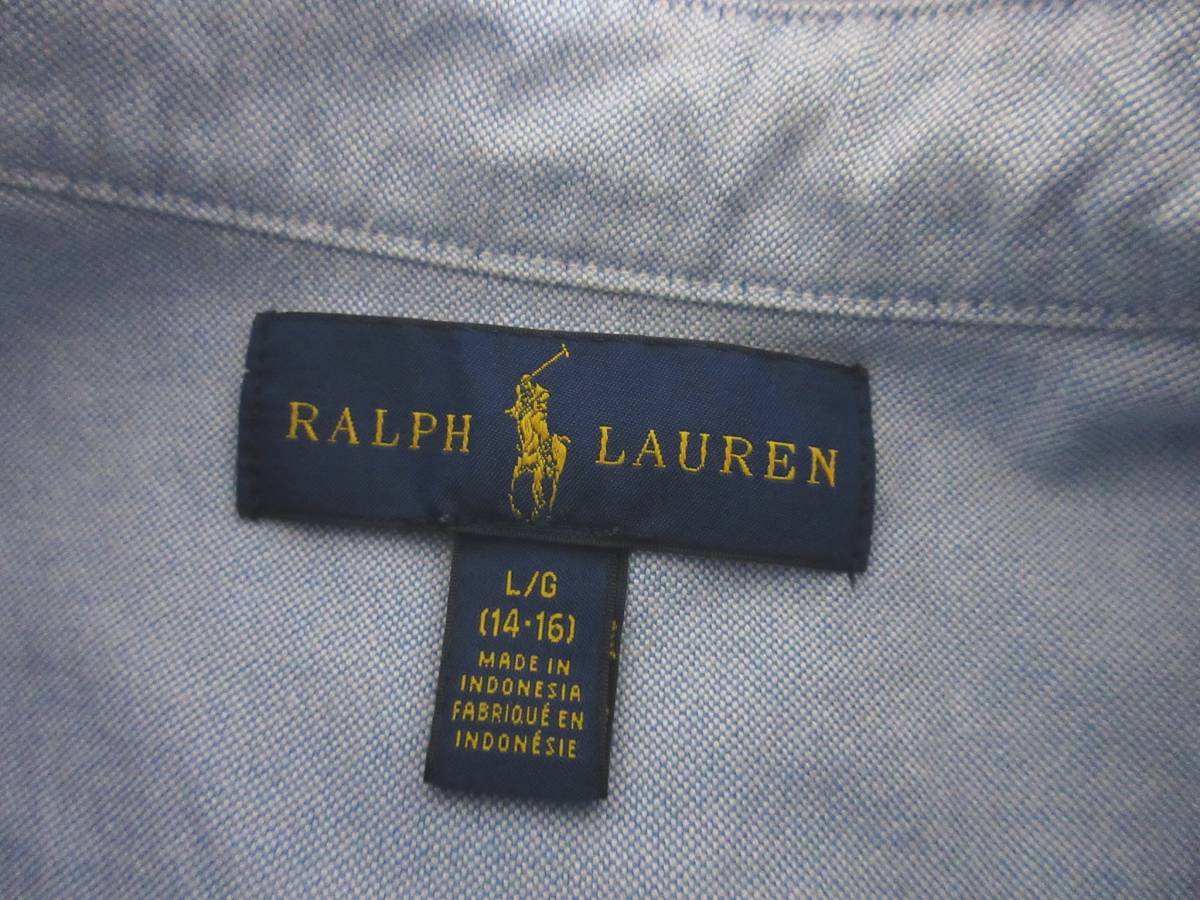 RALPH LAUREN
L/G
(14·16)
MADE IN
INDONESIA
FABRIQUÉ EN
INDONÉSIE